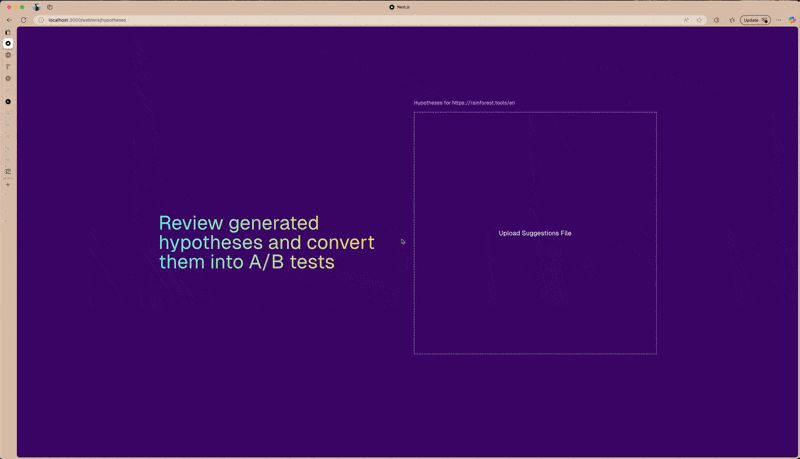 Next.js
localhost:3000/webless/hypotheses
Update
Hypotheses for https://rainforest.tools/en
Review generated
hypotheses and convert
them into A/B tests
Upload Suggestions File